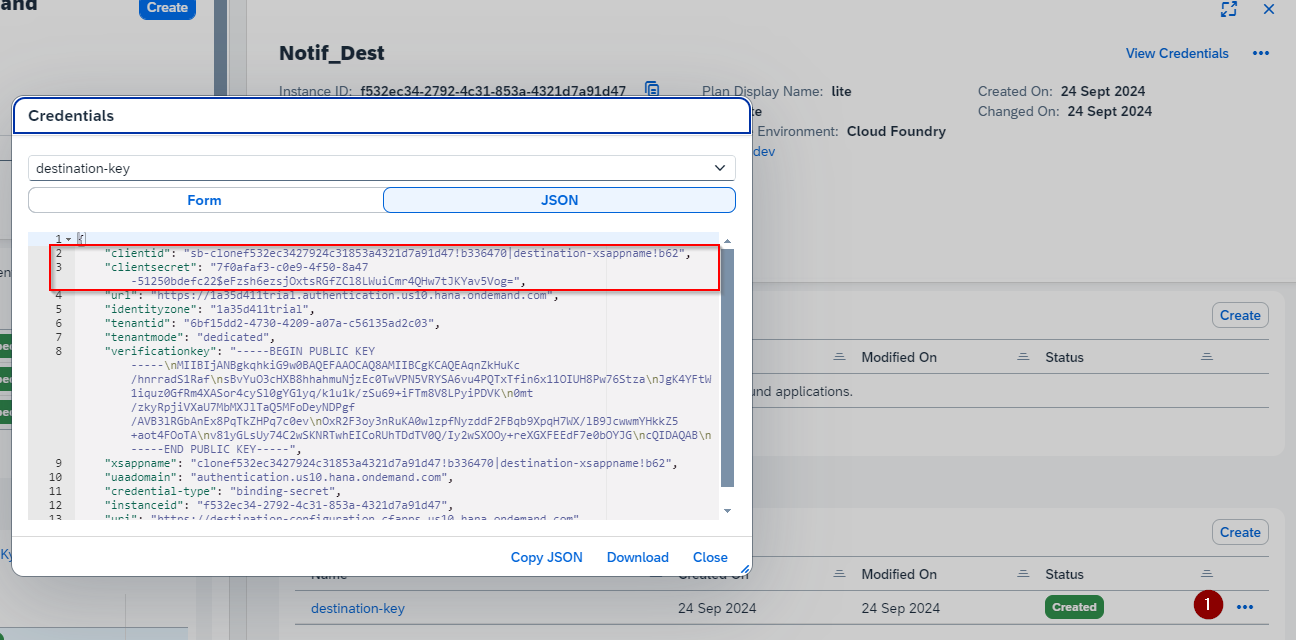 and
Create
Notif_Dest
View Credentials
Instance ID: f532ec34-2792-4c31-853a-4321d7a91d47
Plan Display Name: lite
Created On: 24 Sept 2024
Changed On: 24 Sept 2024
Environment: Cloud Foundry
dev
Credentials
destination-key
Form
JSON
1 {
2 "clientid": "sb-clonef532ec3427924c31853a4321d7a91d47!b336470|destination-xsappname!b62",
3 "clientsecret": "7f0afaf3-c0e9-4f50-8a47
-51250bdefc22$eFzsh6ezsjOxtsRGfZCl8LWuiCmr4QHw7tJKYav5Vog=",
4 "url": "https://1a35d411trial.authentication.us10.hana.ondemand.com",
5 "identityzone": "1a35d411trial",
6 "tenantid": "6bf15dd2-4730-4209-a07a-c56135ad2c03",
7 "tenantmode": "dedicated",
8 "verificationkey": "-----BEGIN PUBLIC KEY
-----\nMIIBIjANBgkqhkiG9w0BAQEFAAOCAQ8AMIIBCgKCAQEAqnZkHuKc
/hnrradS1Raf\nsBvYuO3cHXB8hhahmuNjzEc0TwVPN5VRYSA6vu4PQTxTfin6x11OIUH8Pw76Stza\nJgK4YFtW
1iquz0GfRm4XASor4cySl0gYG1yq/k1u1k/zSu69+iFTm8V8LPyiPDVK\n0mt
/zkyRpjiVXaU7MbMXJlTaQ5MFoDeyNDPgf
/AVB3lRGbAnEx8PqTkZHPq7c0ev\nOxR2F3oy3nRuKA0wlzpfNyzddF2FBqb9XpqH7WX/lB9JcwwmYHkkZ5
+aot4FOoTA\nv81yGLsUy74C2wSKNRTwhEICoRUhTDdTV0Q/Iy2wSXOOy+reXGXFEEdF7e0bOYJG\ncQIDAQAB\n
-----END PUBLIC KEY-----",
9 "xsappname": "clonef532ec3427924c31853a4321d7a91d47!b336470|destination-xsappname!b62",
10 "uaadomain": "authentication.us10.hana.ondemand.com",
11 "credential-type": "binding-secret",
12 "instanceid": "f532ec34-2792-4c31-853a-4321d7a91d47",
13 "uri": "https://destination-configuration.cfapps.us10.hana.ondemand.com"
Copy JSON
Download
Close
Create
Modified On
Status
und applications.
Create
Name
Created On
Modified On
Status
destination-key
24 Sep 2024
24 Sep 2024
Created
1